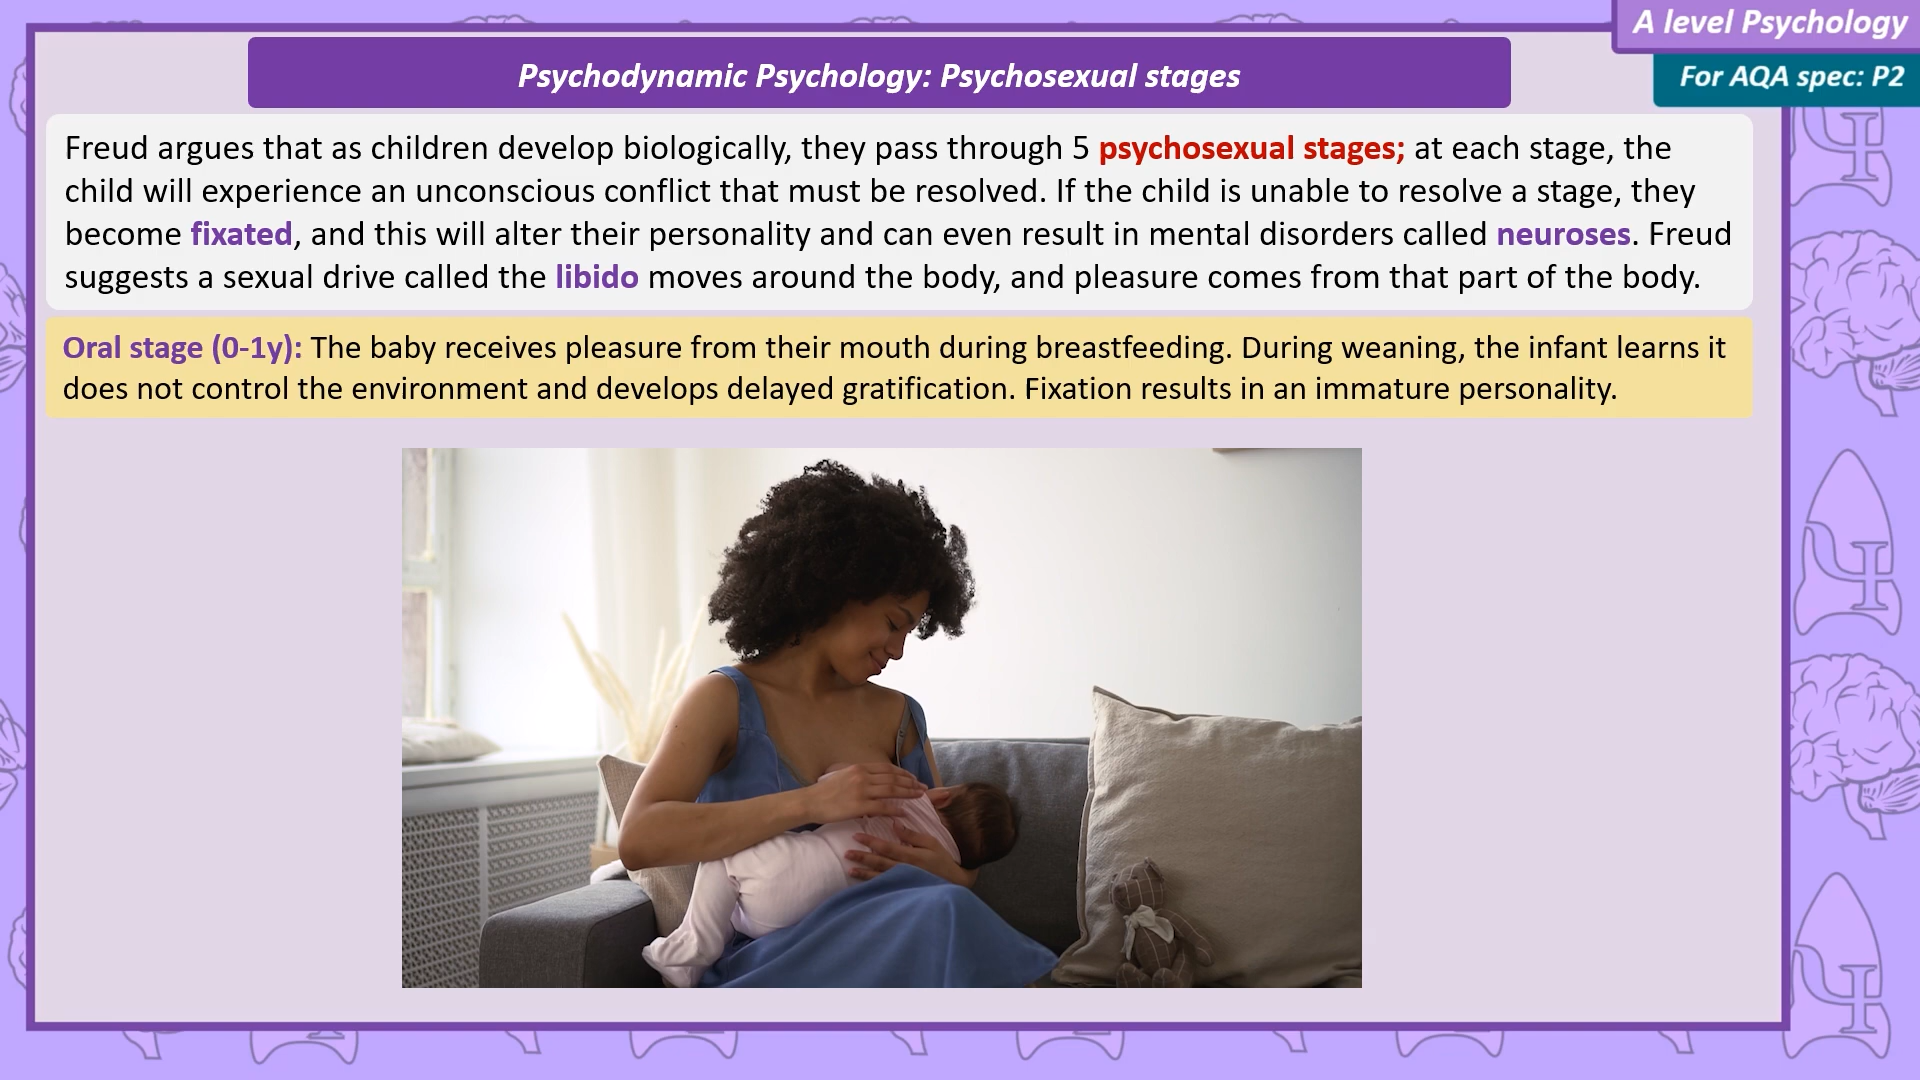 A level Psychology
For AQA spec: P2
Psychodynamic Psychology: Psychosexual stages
Freud argues that as children develop biologically, they pass through 5 psychosexual stages; at each stage, the
child will experience an unconscious conflict that must be resolved. If the child is unable to resolve a stage, they
become fixated, and this will alter their personality and can even result in mental disorders called neuroses. Freud
suggests a sexual drive called the libido moves around the body, and pleasure comes from that part of the body.
Oral stage (0-1y): The baby receives pleasure from their mouth during breastfeeding. During weaning, the infant learns it
does not control the environment and develops delayed gratification. Fixation results in an immature personality.